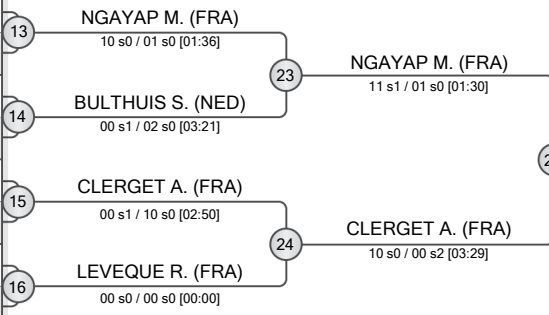 13
NGAYAP M. (FRA)
10 s0 / 01 s0 [01:36]
23
NGAYAP M. (FRA)
11 s1 / 01 s0 [01:30]
14
BULTHUIS S. (NED)
00 s1 / 02 s0 [03:21]
15
CLERGET A. (FRA)
00 s1 / 10 s0 [02:50]
24
CLERGET A. (FRA)
10 s0 / 00 s2 [03:29]
16
LEVEQUE R. (FRA)
00 s0 / 00 s0 [00:00]